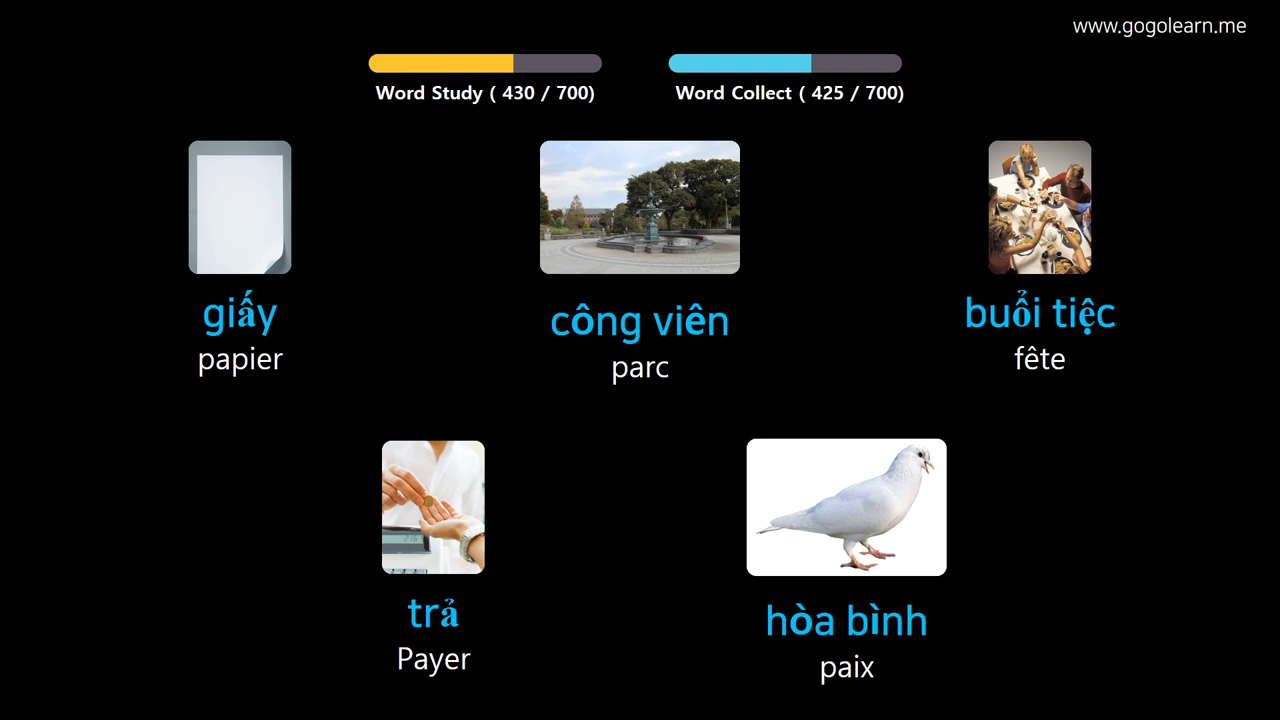 www.gogolearn.me
Word Study ( 430 / 700)
Word Collect ( 425 / 700)
giấy
papier
công viên
parc
buổi tiệc
fête
trả
Payer
hòa bình
paix